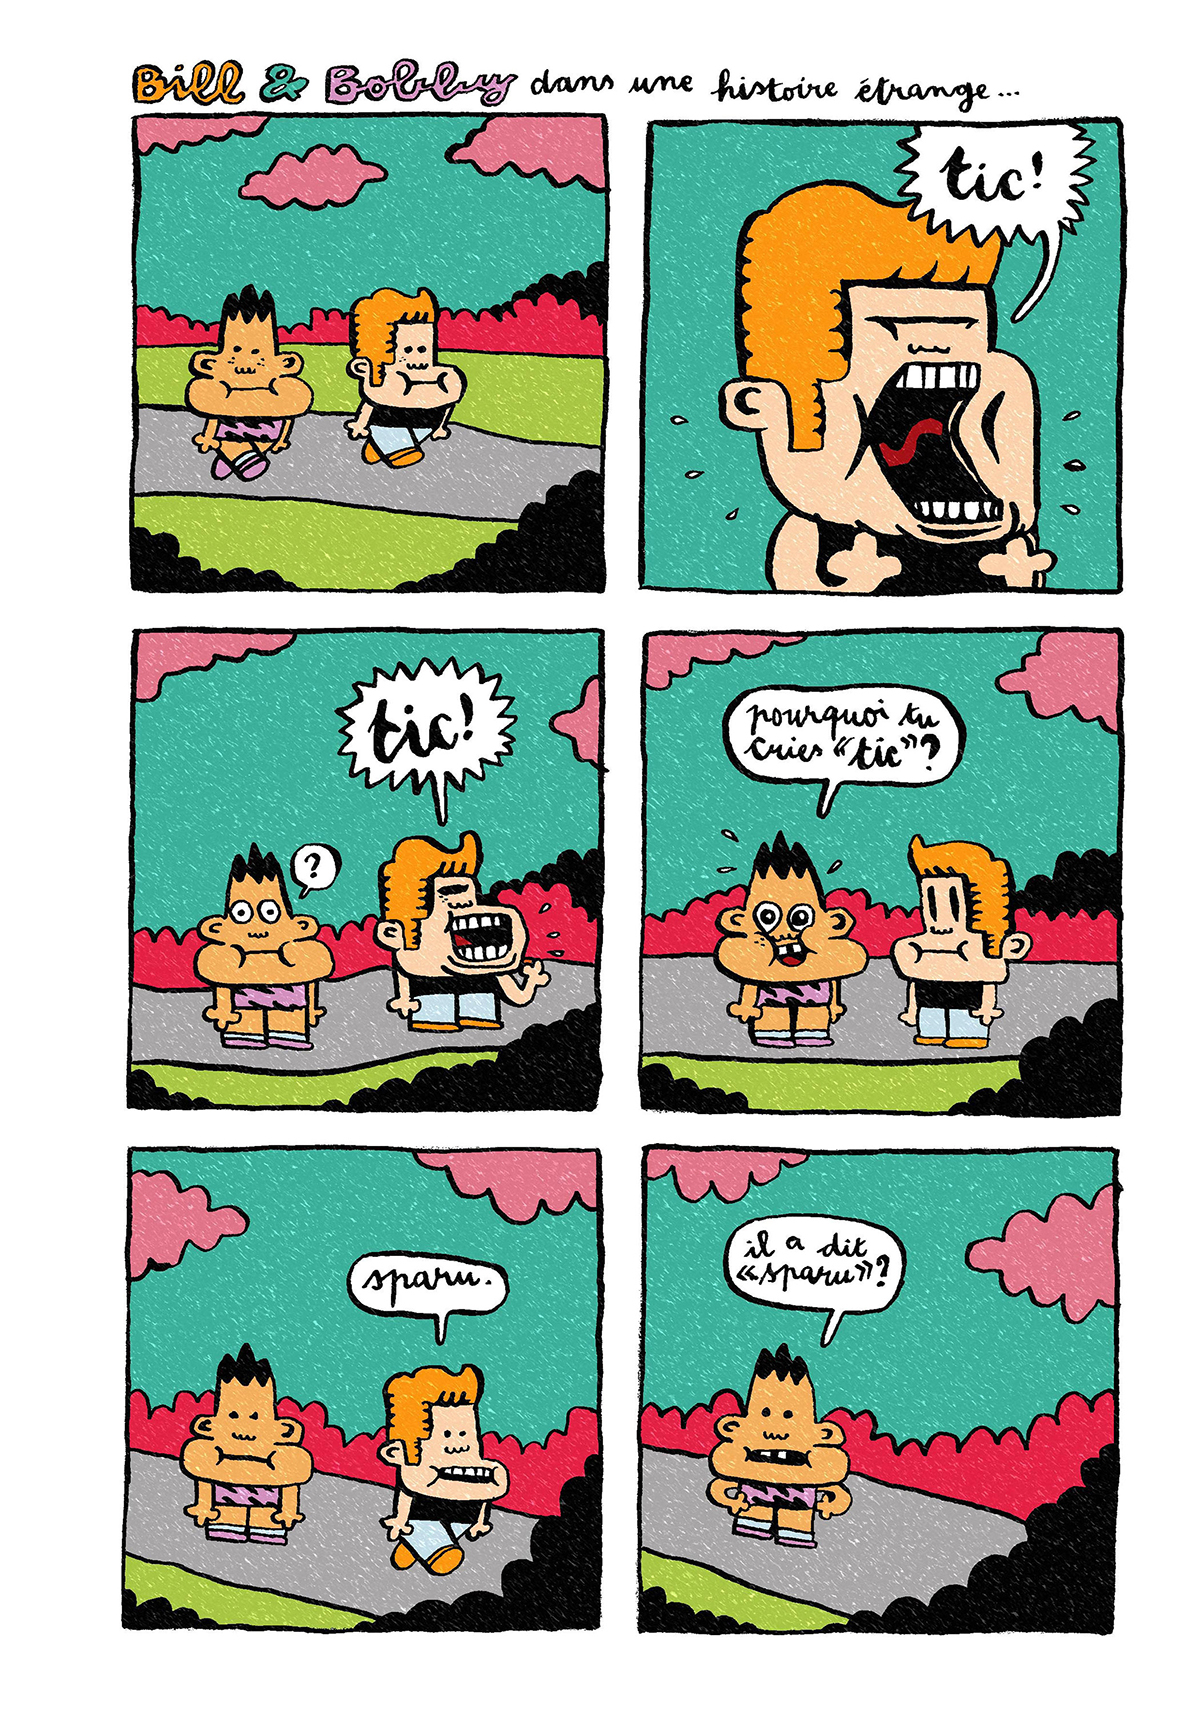 Bill & Bobby dans une histoire étrange...
tic!
tic!
?
pourquoi tu
cries «tic»?
sparu.
il a dit
«sparu»?